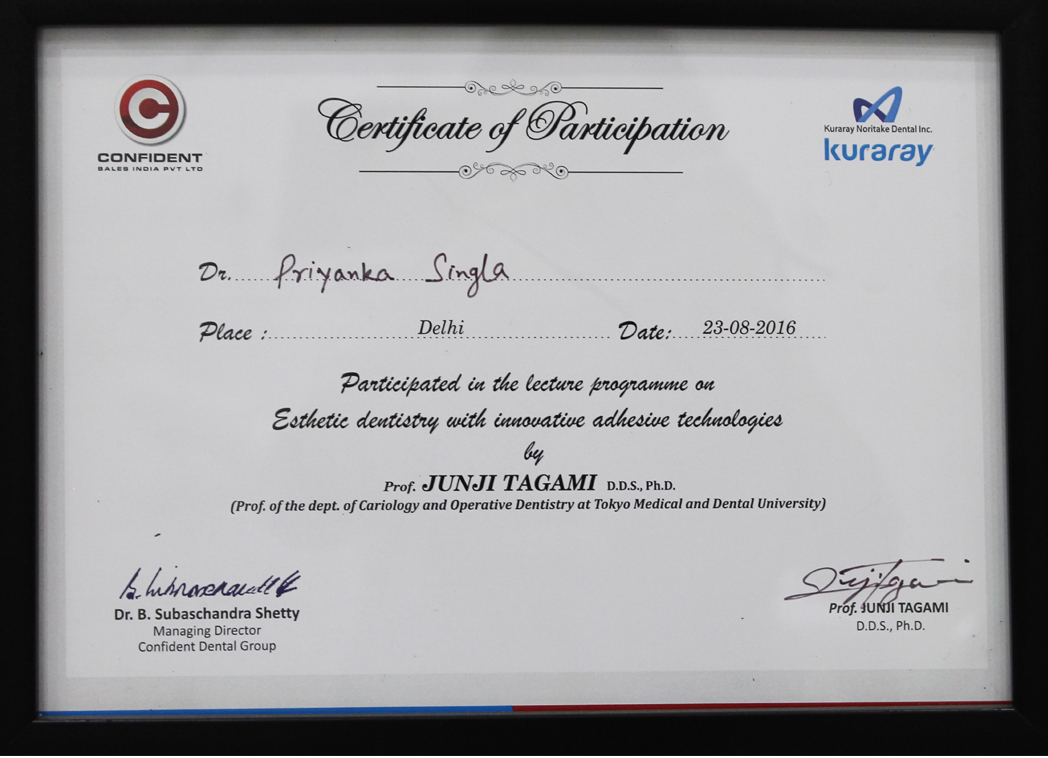 CONFIDENT
SALES INDIA PVT LTD
Certificate of Participation
Kuraray Noritake Dental Inc.
kuraray
Dr. Priyanka Singla
Place : Delhi Date: 23-08-2016
Participated in the lecture programme on
Esthetic dentistry with innovative adhesive technologies
by
Prof. JUNJI TAGAMI D.D.S., Ph.D.
(Prof. of the dept. of Cariology and Operative Dentistry at Tokyo Medical and Dental University)
Dr. B. Subaschandra Shetty
Managing Director
Confident Dental Group
Prof. JUNJI TAGAMI
D.D.S., Ph.D.